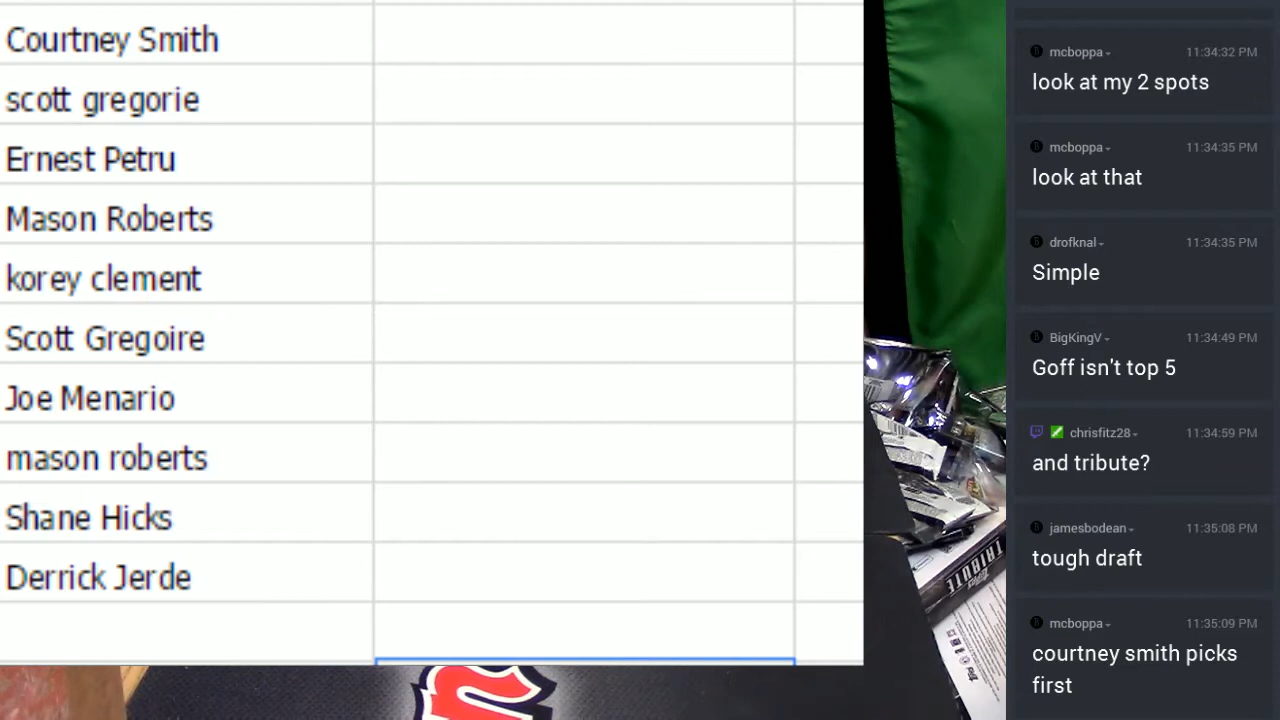 Courtney Smith
scott gregorie
Ernest Petru
Mason Roberts
korey clement
Scott Gregoire
Joe Menario
mason roberts
Shane Hicks
Derrick Jerde
TRIBUTE
mcboppa 11:34:32 PM
look at my 2 spots
mcboppa 11:34:35 PM
look at that
drofknal 11:34:35 PM
Simple
BigKingV 11:34:49 PM
Goff isn't top 5
chrisfitz28 11:34:59 PM
and tribute?
jamesbodean 11:35:08 PM
tough draft
mcboppa 11:35:09 PM
courtney smith picks
first